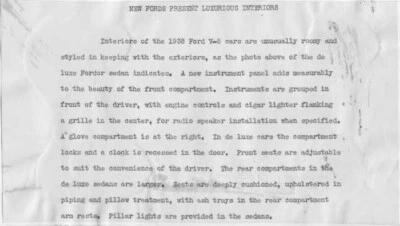 NEW FORDS PRESENT LUXURIOUS INTERIORS
Interiors of the 1938 Ford V-8 cars are unusually roomy and
styled in keeping with the exteriors, as the photo above of the de
luxe Fordor sedan indicates. A new instrument panel adds measurably
to the beauty of the front compartment. Instruments are grouped in
front of the driver, with engine controls and cigar lighter flanking
a grille in the center, for radio speaker installation when specified.
A glove compartment is at the right. In de luxe cars the compartment
locks and a clock is recessed in the door. Front seats are adjustable
to suit the convenience of the driver. The rear compartments in the
de luxe sedans are larger. Seats are deeply cushioned, upholstered in
piping and pillow treatment, with ash trays in the rear compartment
arm rests. Pillar lights are provided in the sedans.